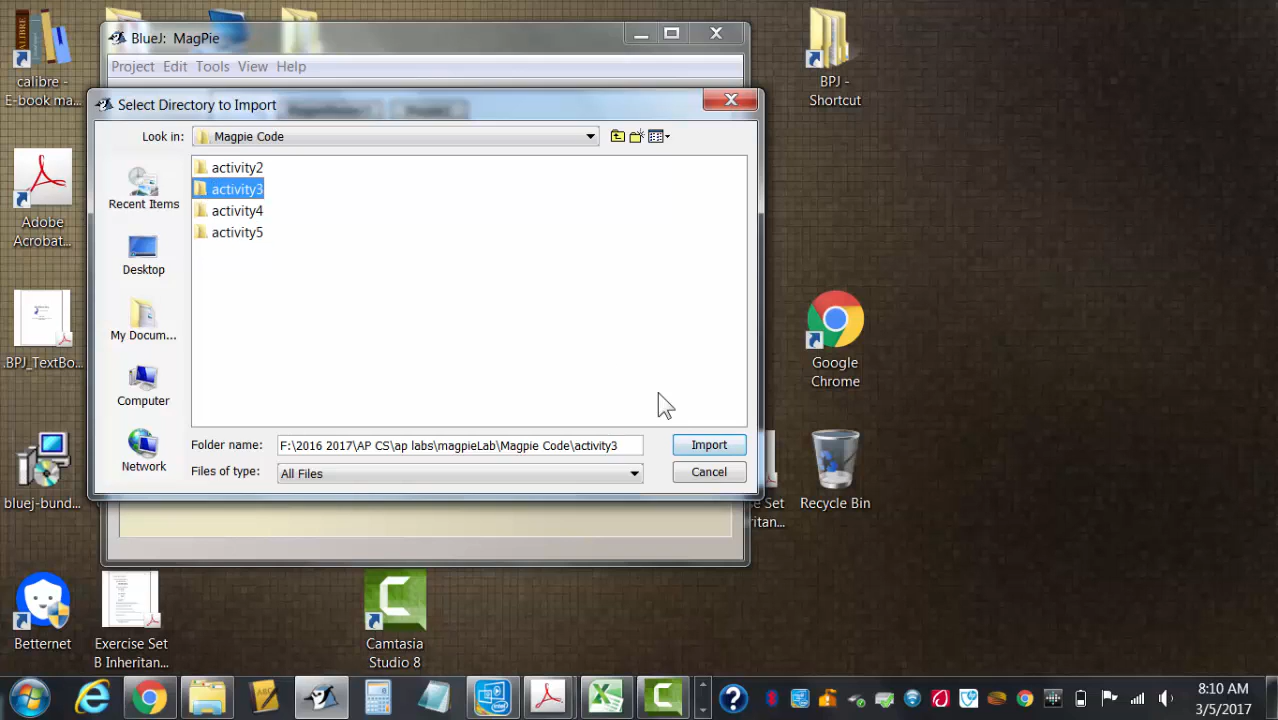 calibre -
E-book ma...
Adobe
Acrobat...
.BPJ_TextBo...
bluej-bund...
Betternet
Exercise Set
B Inheritan...
Camtasia
Studio 8
BPJ -
Shortcut
Google
Chrome
Recycle Bin
e Set
ritan...
BlueJ: MagPie
Project Edit Tools View Help
Select Directory to Import
Look in: Magpie Code
Recent Items
Desktop
My Docum...
Computer
Network
activity2
activity3
activity4
activity5
Folder name: F:\2016 2017\AP CS\ap labs\magpieLab\Magpie Code\activity3 Import
Files of type: All Files Cancel
8:10 AM
3/5/2017